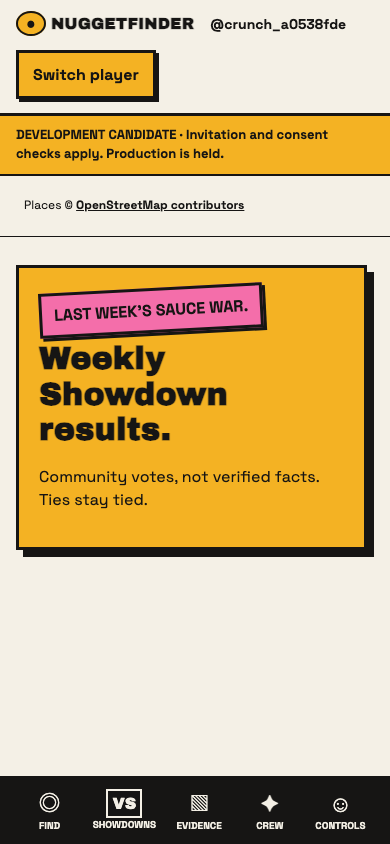 NUGGETFINDER @crunch_a0538fde
Switch player
DEVELOPMENT CANDIDATE · Invitation and consent
checks apply. Production is held.
Places © OpenStreetMap contributors
LAST WEEK'S SAUCE WAR.
Weekly
Showdown
results.
Community votes, not verified facts.
Ties stay tied.
VS
FIND SHOWDOWNS EVIDENCE CREW CONTROLS